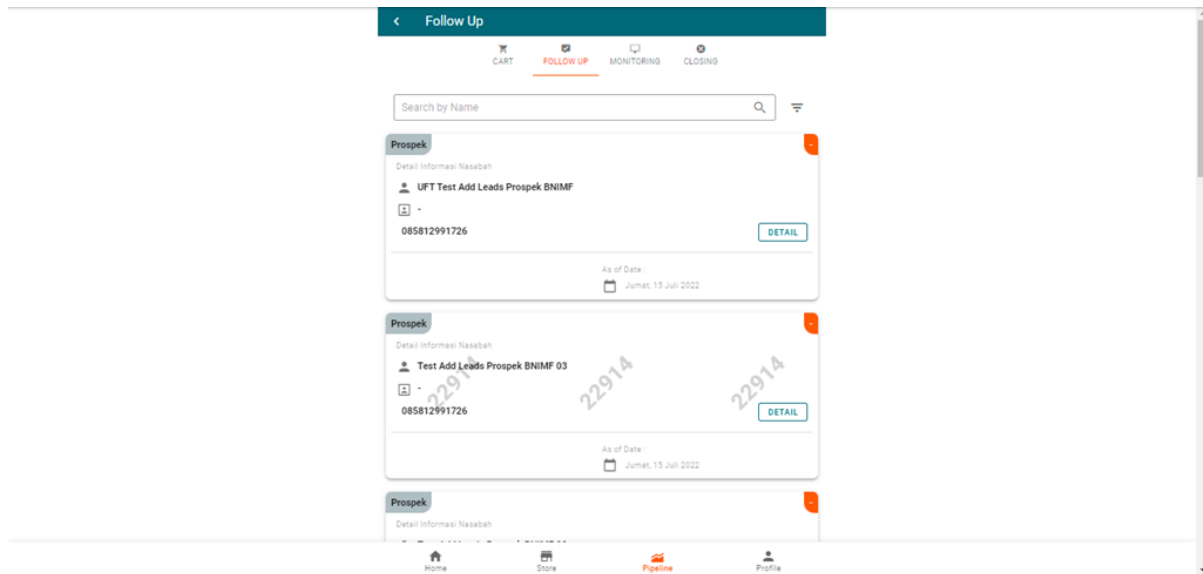 Follow Up
CART FOLLOW UP MONITORING CLOSING
Search by Name
Prospek -
Detail Informasi Nasabah
UFT Test Add Leads Prospek BNIMF
-
085812991726 DETAIL
As of Date :
Jumat, 15 Juli 2022
Prospek -
Detail Informasi Nasabah
Test Add Leads Prospek BNIMF 03
22914 22914 22914
-
085812991726 DETAIL
As of Date :
Jumat, 15 Juli 2022
Prospek -
Detail Informasi Nasabah
Home Store Pipeline Profile